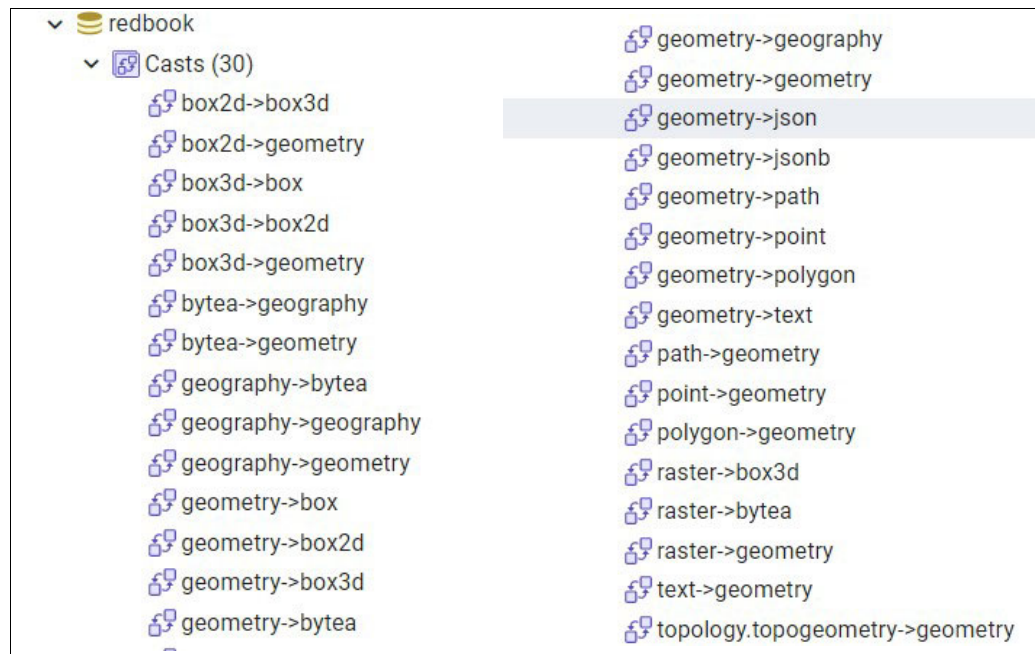 redbook
Casts (30)
box2d->box3d
box2d->geometry
box3d->box
box3d->box2d
box3d->geometry
bytea->geography
bytea->geometry
geography->bytea
geography->geography
geography->geometry
geometry->box
geometry->box2d
geometry->box3d
geometry->bytea
geometry->geography
geometry->geometry
geometry->json
geometry->jsonb
geometry->path
geometry->point
geometry->polygon
geometry->text
path->geometry
point->geometry
polygon->geometry
raster->box3d
raster->bytea
raster->geometry
text->geometry
topology.topogeometry->geometry